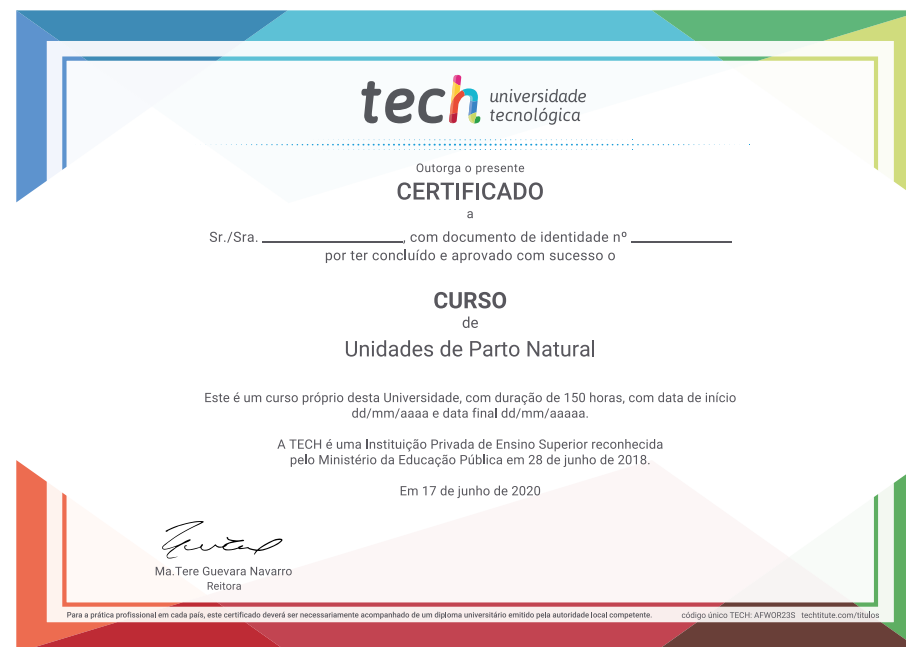 tech universidade
tecnológica
Outorga o presente
CERTIFICADO
a
Sr./Sra. ____________, com documento de identidade nº ____________
por ter concluído e aprovado com sucesso o
CURSO
de
Unidades de Parto Natural
Este é um curso próprio desta Universidade, com duração de 150 horas, com data de início
dd/mm/aaaa e data final dd/mm/aaaaa.
A TECH é uma Instituição Privada de Ensino Superior reconhecida
pelo Ministério da Educação Pública em 28 de junho de 2018.
Em 17 de junho de 2020
Ma.Tere Guevara Navarro
Reitora
Para a prática profissional em cada país, este certificado deverá ser necessariamente acompanhado de um diploma universitário emitido pela autoridade local competente. código único TECH: AFWOR23S techtitute.com/titulos